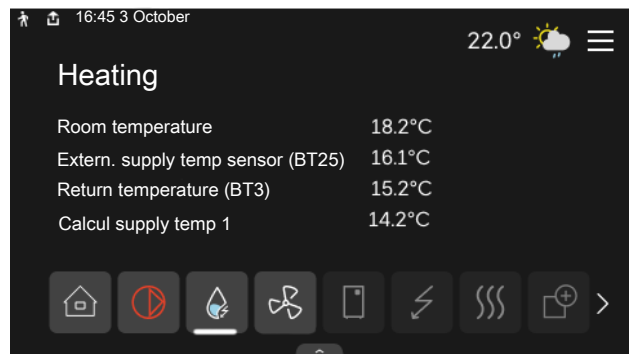 16:45 3 October
22.0°
Heating
Room temperature 18.2°C
Extern. supply temp sensor (BT25) 16.1°C
Return temperature (BT3) 15.2°C
Calcul supply temp 1 14.2°C